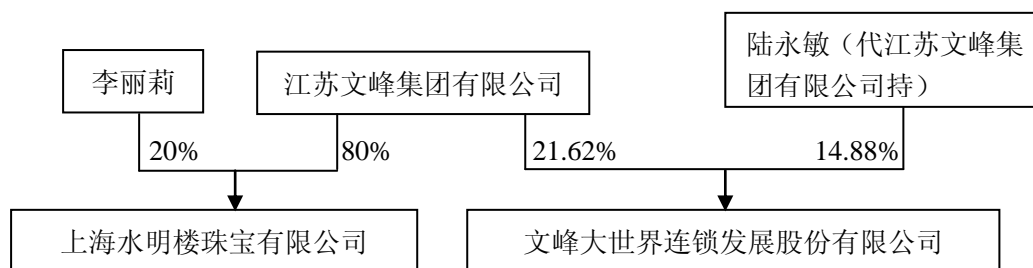 李丽莉
江苏文峰集团有限公司
陆永敏（代江苏文峰集
团有限公司持）
20%
80%
21.62%
14.88%
上海水明楼珠宝有限公司
文峰大世界连锁发展股份有限公司